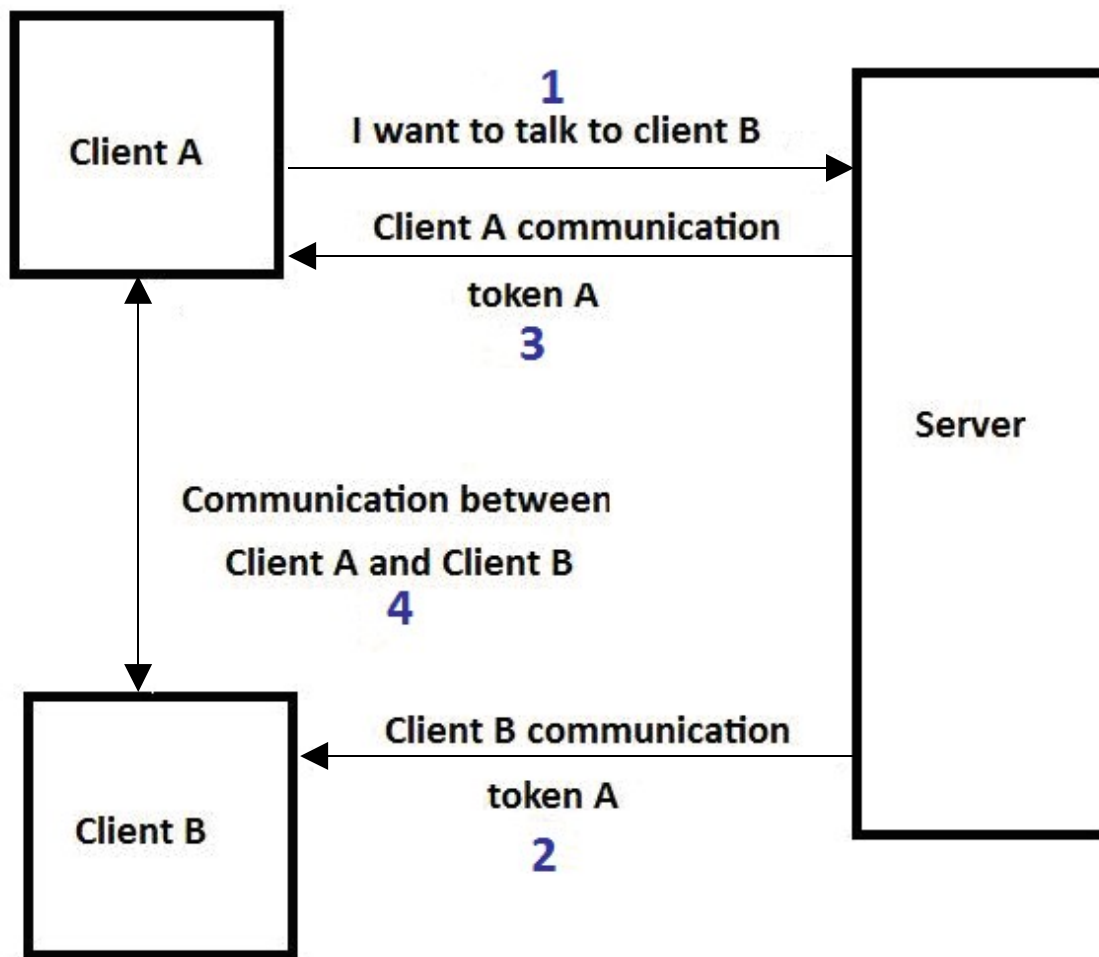 1
I want to talk to client B
Client A
Client A communication
token A
3
Server
Communication between
Client A and Client B
4
Client B communication
token A
2
Client B